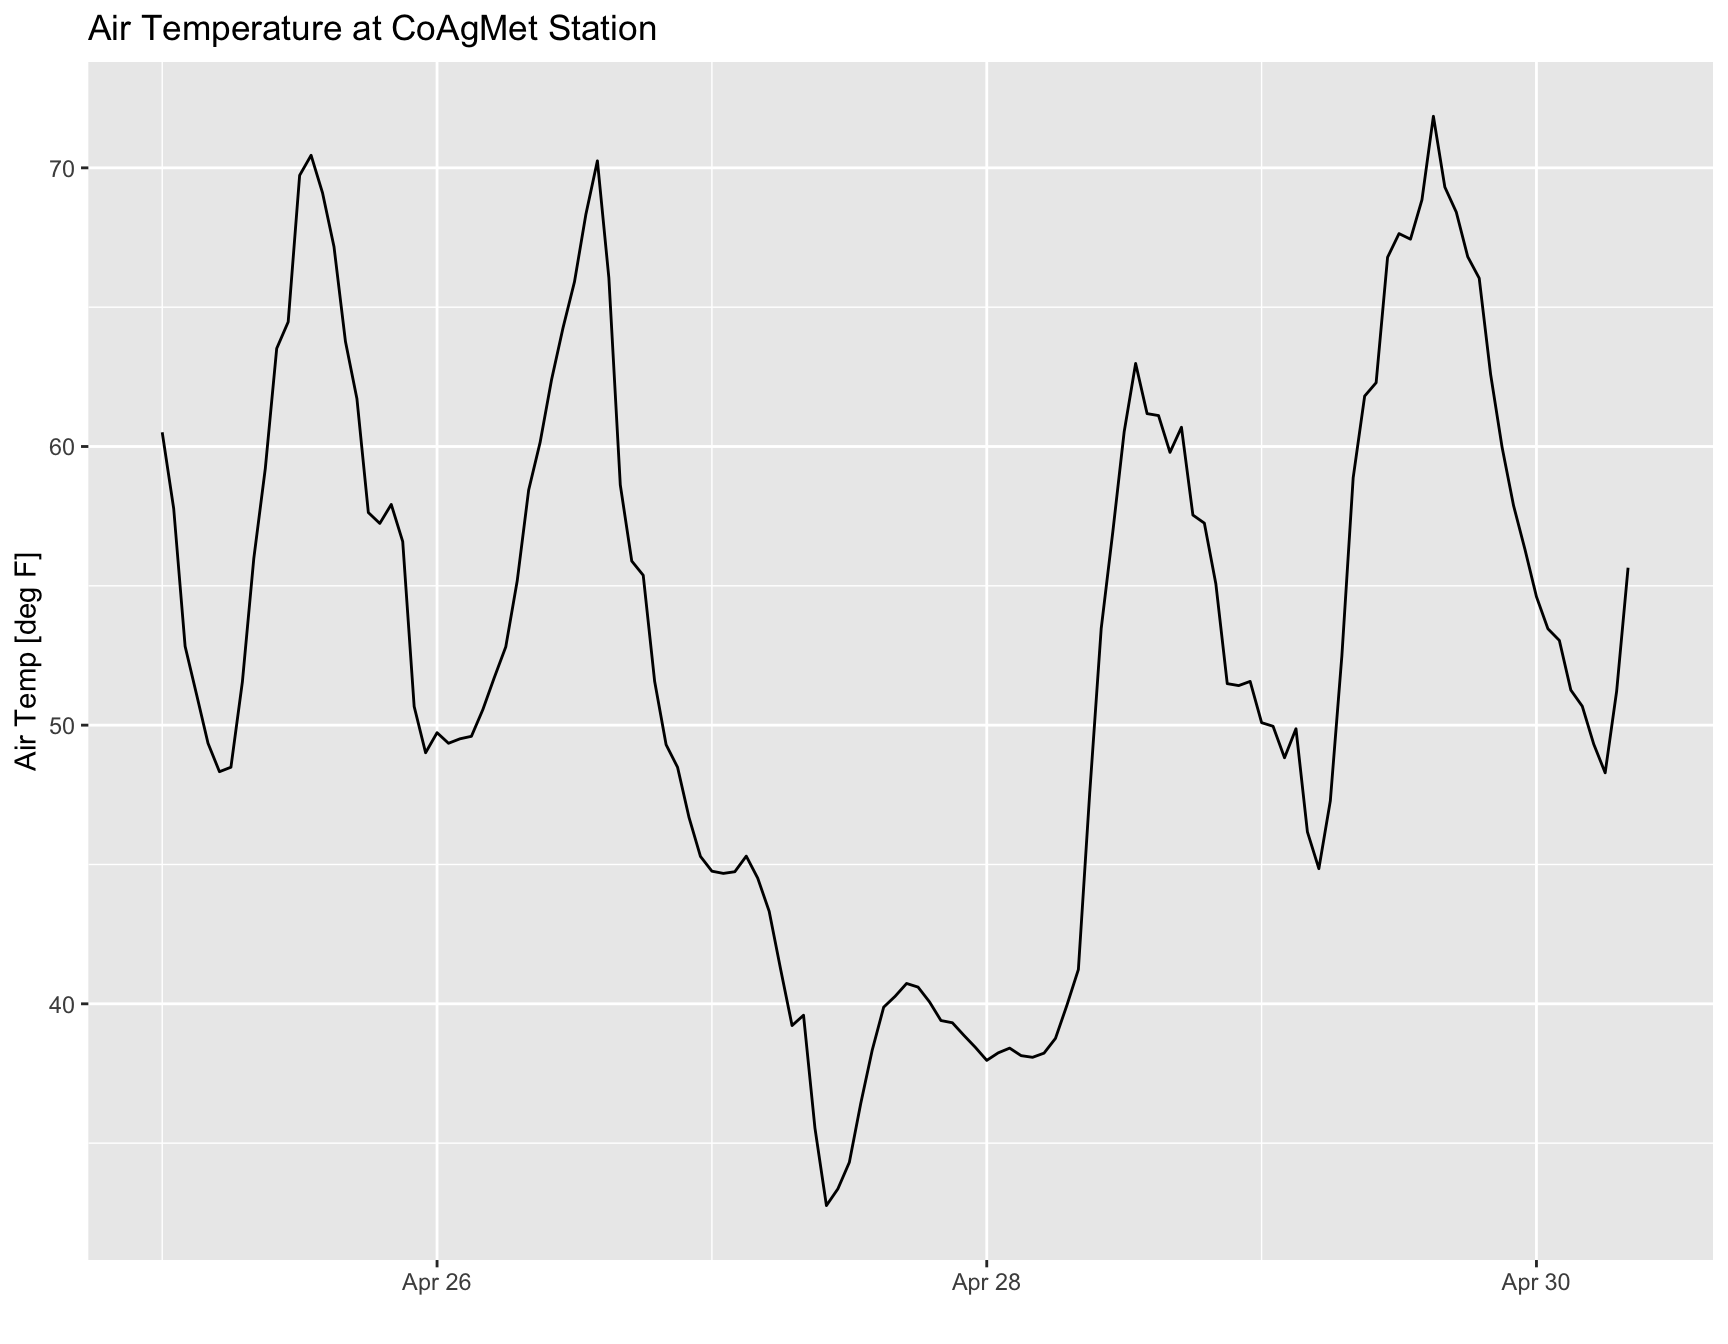 Air Temperature at CoAgMet Station
Air Temp [deg F]
70
60
50
40
Apr 26
Apr 28
Apr 30